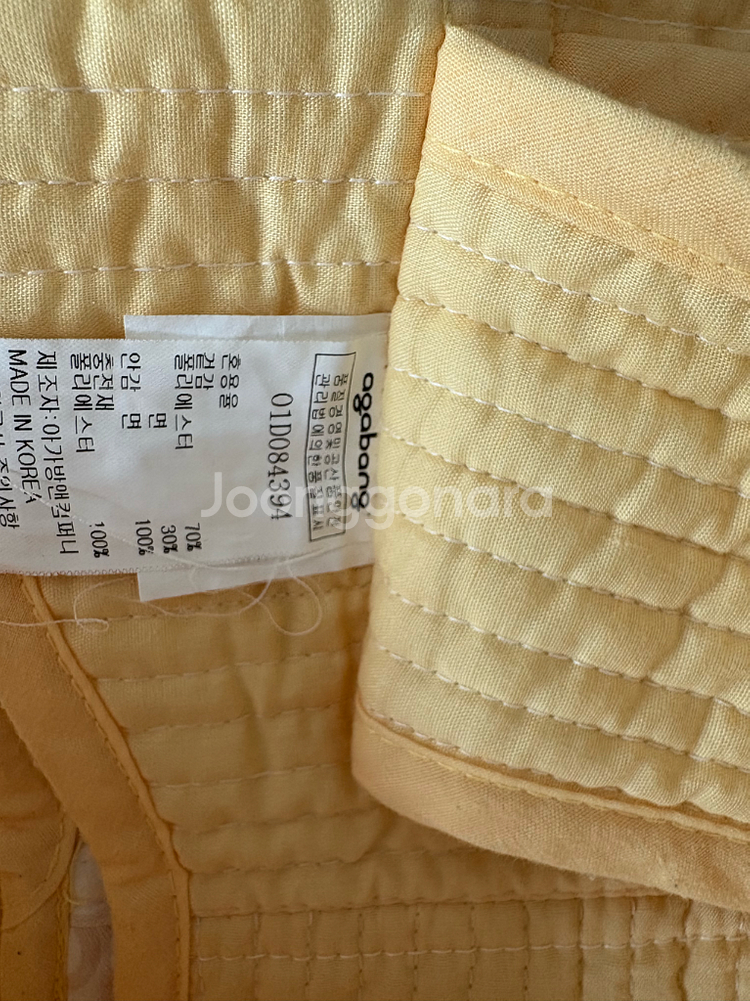 agabang
품질경영및공산품안전
관리법에의한품질표시
01D084394
혼용율
겉감
폴리에스터 70%
면 30%
안감 면 100%
충전재
폴리에스터 100%
제조자:아가방앤컴퍼니
MADE IN KOREA
Joonggonara